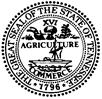 THE GREAT SEAL OF THE STATE OF TENNESSEE
XVI
AGRICULTURE
COMMERCE
1796